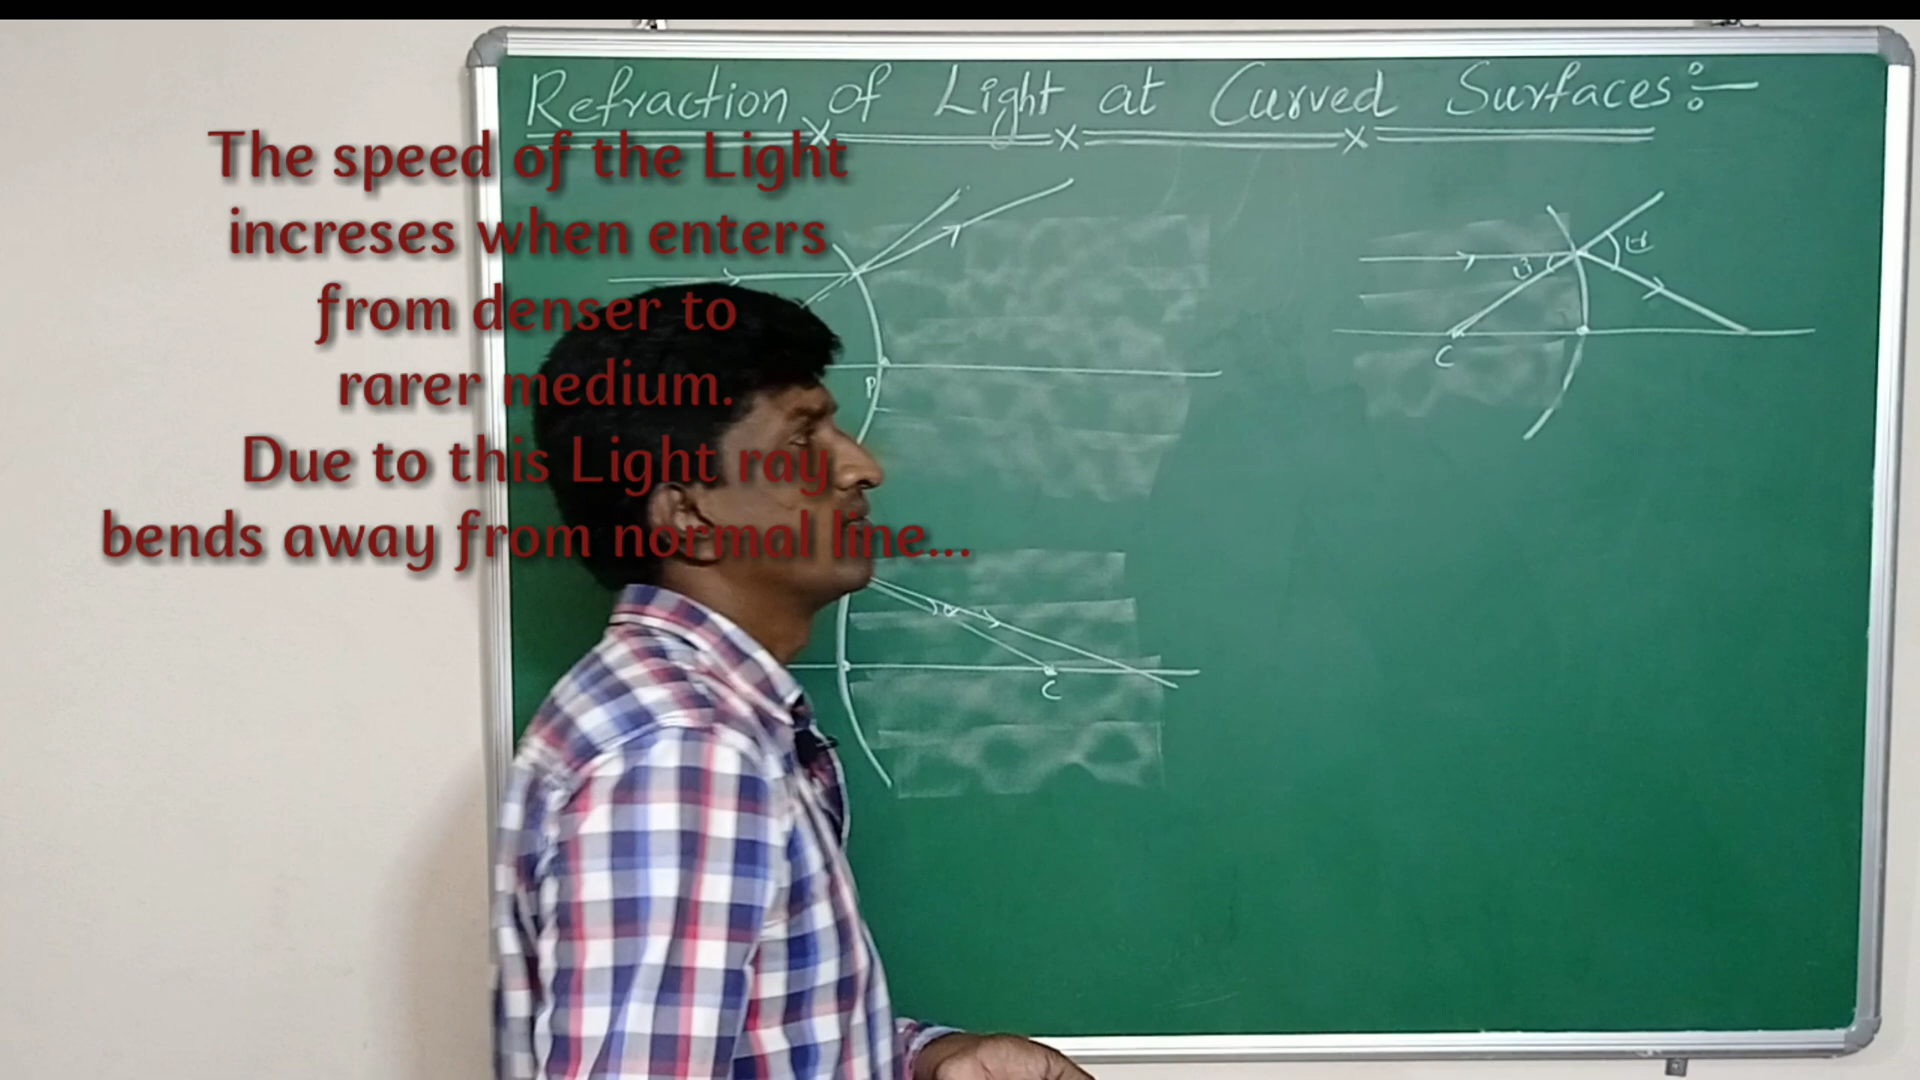 Refraction of Light at Curved Surfaces:-
The speed of the Light
increses when enters
from denser to
rarer medium.
Due to this Light ray
bends away from normal line...
P
C
C